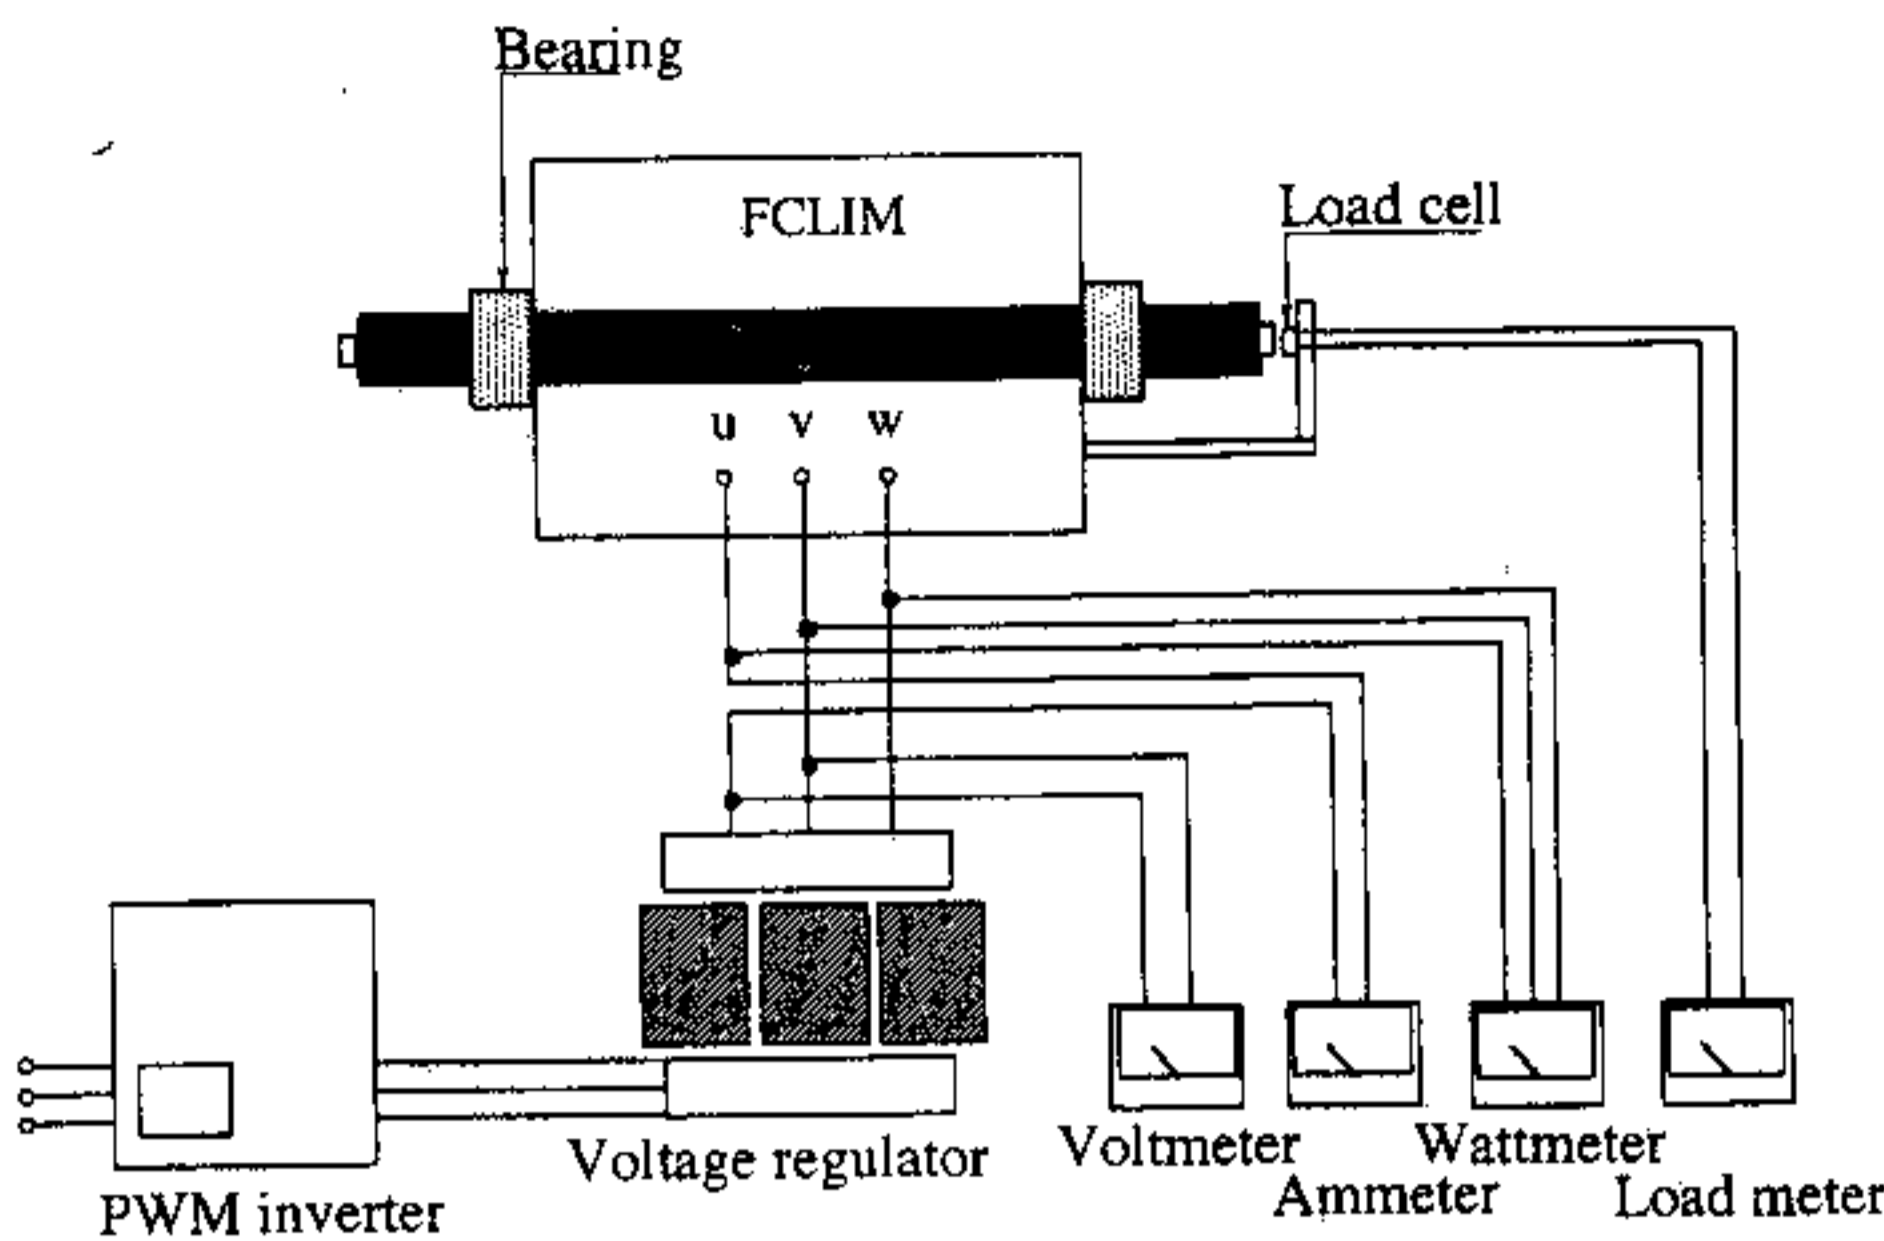 Bearing
FCLIM
Load cell
u v w
Voltage regulator
Voltmeter
Wattmeter
PWM inverter
Ammeter
Load meter